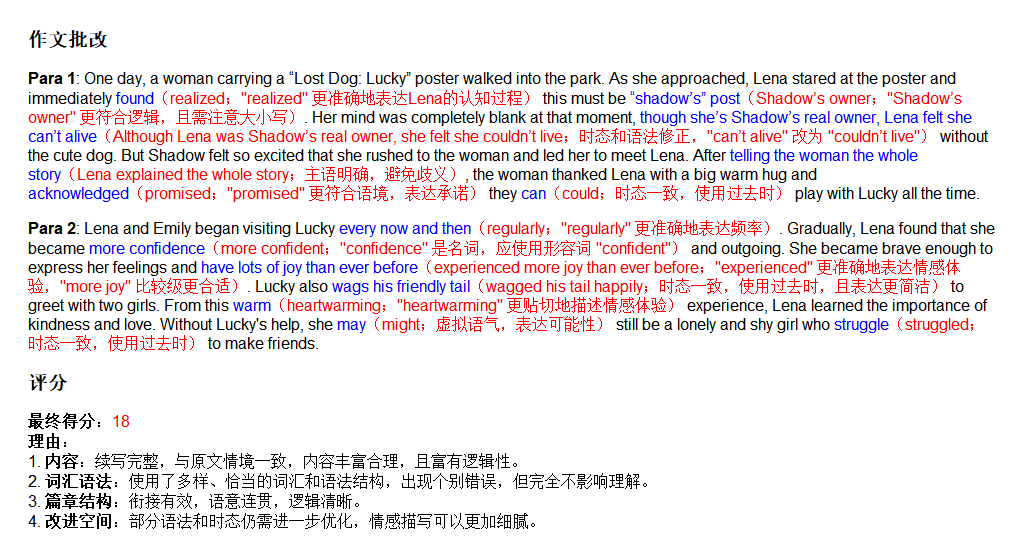 作文批改
Para 1: One day, a woman carrying a “Lost Dog: Lucky” poster walked into the park. As she approached, Lena stared at the poster and
immediately found（realized；"realized" 更准确地表达Lena的认知过程） this must be “shadow’s” post（Shadow’s owner；"Shadow’s
owner" 更符合逻辑，且需注意大小写）. Her mind was completely blank at that moment, though she’s Shadow’s real owner, Lena felt she
can’t alive（Although Lena was Shadow’s real owner, she felt she couldn’t live；时态和语法修正，"can’t alive" 改为 "couldn’t live"） without
the cute dog. But Shadow felt so excited that she rushed to the woman and led her to meet Lena. After telling the woman the whole
story（Lena explained the whole story；主语明确，避免歧义）, the woman thanked Lena with a big warm hug and
acknowledged（promised；"promised" 更符合语境，表达承诺） they can（could；时态一致，使用过去时） play with Lucky all the time.
Para 2: Lena and Emily began visiting Lucky every now and then（regularly；"regularly" 更准确地表达频率）. Gradually, Lena found that she
became more confidence（more confident；"confidence" 是名词，应使用形容词 "confident"） and outgoing. She became brave enough to
express her feelings and have lots of joy than ever before（experienced more joy than ever before；"experienced" 更准确地表达情感体
验，"more joy" 比较级更合适）. Lucky also wags his friendly tail（wagged his tail happily；时态一致，使用过去时，且表达更简洁） to
greet with two girls. From this warm（heartwarming；"heartwarming" 更贴切地描述情感体验） experience, Lena learned the importance of
kindness and love. Without Lucky's help, she may（might；虚拟语气，表达可能性） still be a lonely and shy girl who struggle（struggled；
时态一致，使用过去时） to make friends.
评分
最终得分：18
理由：
1. 内容：续写完整，与原文情境一致，内容丰富合理，且富有逻辑性。
2. 词汇语法：使用了多样、恰当的词汇和语法结构，出现个别错误，但完全不影响理解。
3. 篇章结构：衔接有效，语意连贯，逻辑清晰。
4. 改进空间：部分语法和时态仍需进一步优化，情感描写可以更加细腻。